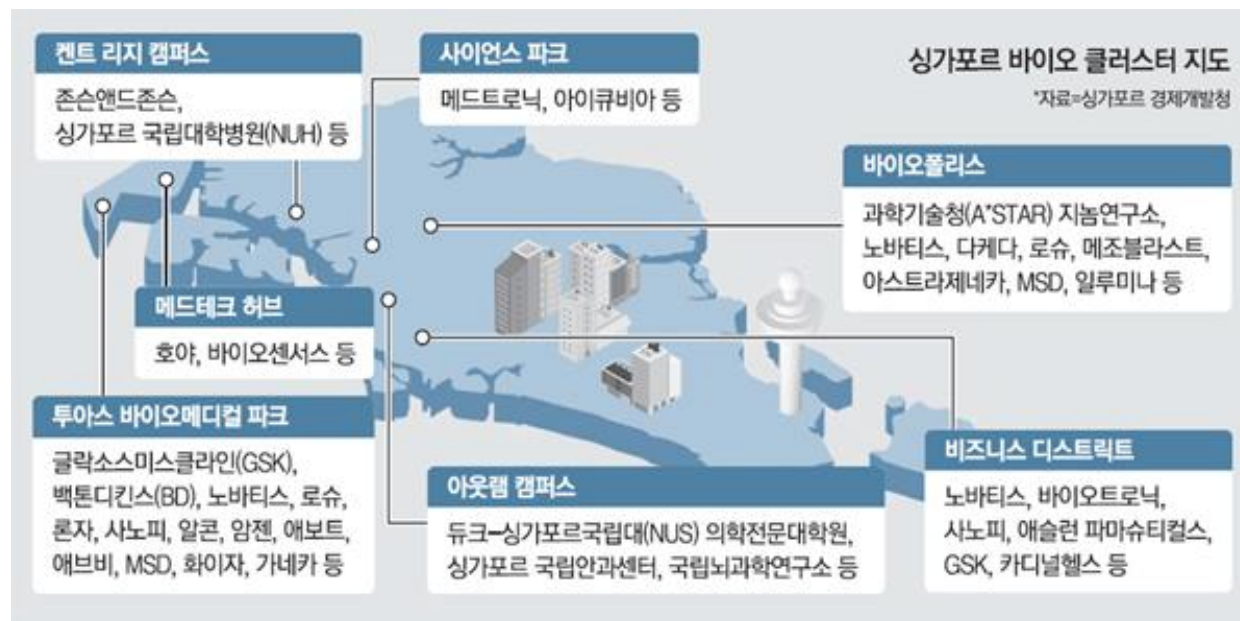 싱가포르 바이오 클러스터 지도
*자료=싱가포르 경제개발청
켄트 리지 캠퍼스
존슨앤드존슨,
싱가포르 국립대학병원(NUH) 등
사이언스 파크
메드트로닉, 아이큐비아 등
바이오폴리스
과학기술청(A*STAR) 지놈연구소,
노바티스, 다케다, 로슈, 메조블라스트,
아스트라제네카, MSD, 일루미나 등
메드테크 허브
호야, 바이오센서스 등
투아스 바이오메디컬 파크
글락소스미스클라인(GSK),
백톤디킨스(BD), 노바티스, 로슈,
론자, 사노피, 알콘, 암젠, 애보트,
애브비, MSD, 화이자, 가네카 등
아웃램 캠퍼스
듀크-싱가포르국립대(NUS) 의학전문대학원,
싱가포르 국립안과센터, 국립뇌과학연구소 등
비즈니스 디스트릭트
노바티스, 바이오트로닉,
사노피, 애슬런 파마슈티컬스,
GSK, 카디널헬스 등